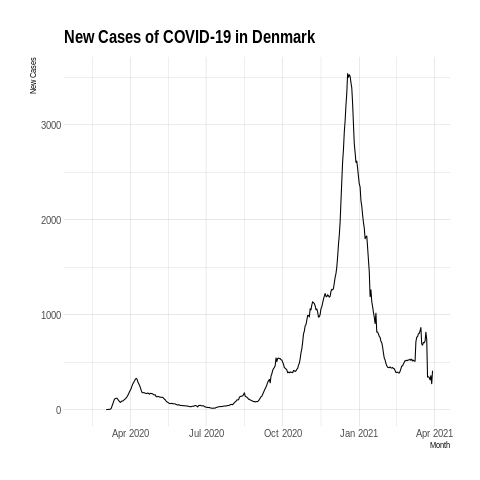 New Cases of COVID-19 in Denmark
New Cases
3000
2000
1000
0
Apr 2020 Jul 2020 Oct 2020 Jan 2021 Apr 2021
Month